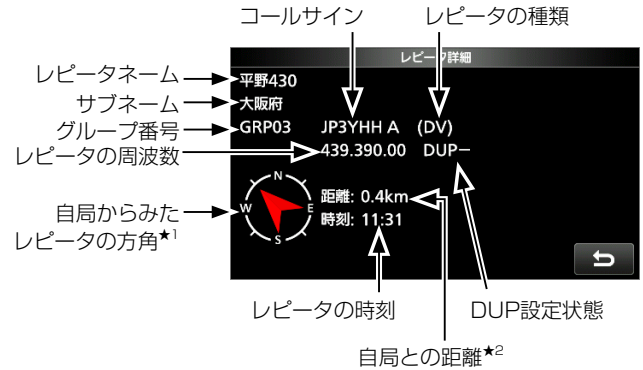 コールサイン
レピータの種類
レピータ詳細
レピータネーム
平野430
サブネーム
大阪府
グループ番号
GRP03 JP3YHH A (DV)
レピータの周波数
439.390.00 DUP−
N
W
E
S
距離: 0.4km
時刻: 11:31
自局からみた
レピータの方角★1
レピータの時刻
DUP設定状態
自局との距離★2